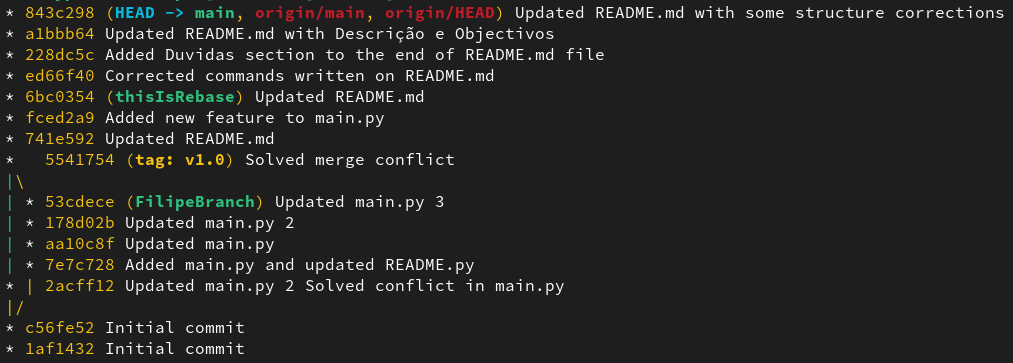 * 843c298 (HEAD -> main, origin/main, origin/HEAD) Updated README.md with some structure corrections
* a1bbb64 Updated README.md with Descrição e Objectivos
* 228dc5c Added Duvidas section to the end of README.md file
* ed66f40 Corrected commands written on README.md
* 6bc0354 (thisIsRebase) Updated README.md
* fced2a9 Added new feature to main.py
* 741e592 Updated README.md
*   5541754 (tag: v1.0) Solved merge conflict
|\
| * 53cdece (FilipeBranch) Updated main.py 3
| * 178d02b Updated main.py 2
| * aa10c8f Updated main.py
| * 7e7c728 Added main.py and updated README.py
* | 2acff12 Updated main.py 2 Solved conflict in main.py
|/
* c56fe52 Initial commit
* 1af1432 Initial commit